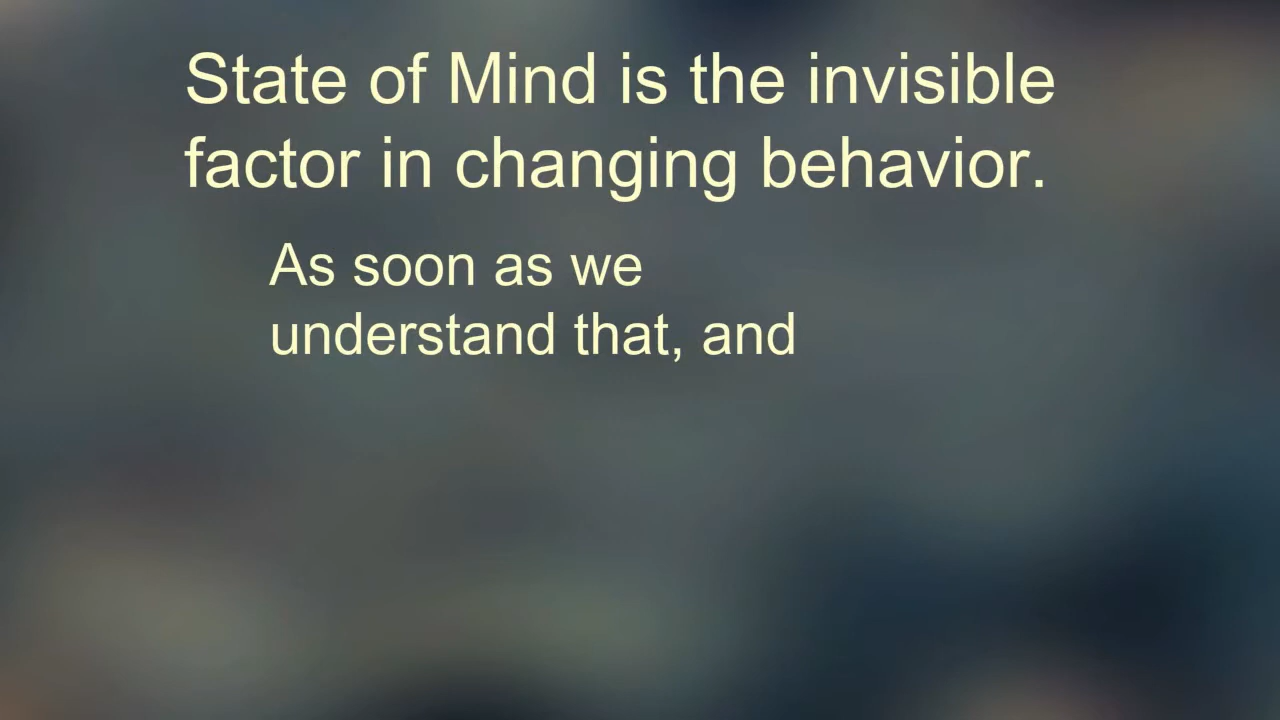 State of Mind is the invisible
factor in changing behavior.
As soon as we
understand that, and